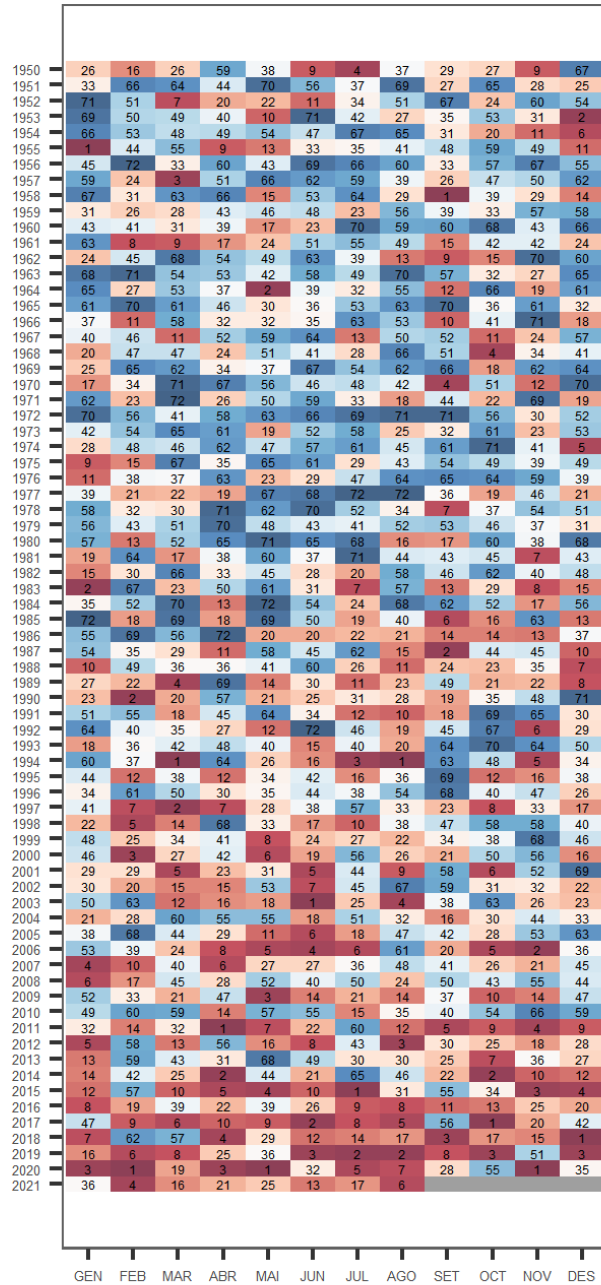 1950 26 16 26 59 38 9 4 37 29 27 9 67
1951 33 66 64 44 70 56 37 69 27 65 28 25
1952 71 51 7 20 22 11 34 51 67 24 60 54
1953 69 50 49 40 10 71 42 27 35 53 31 2
1954 66 53 48 49 54 47 67 65 31 20 11 6
1955 1 44 55 9 13 33 35 41 48 59 49 11
1956 45 72 33 60 43 69 66 60 33 57 67 55
1957 59 24 3 51 66 62 59 39 26 47 50 62
1958 67 31 63 66 15 53 64 29 1 39 29 14
1959 31 26 28 43 46 48 23 56 39 33 57 58
1960 43 41 31 39 17 23 70 59 60 68 43 66
1961 63 8 9 17 24 51 55 49 15 42 42 24
1962 24 45 68 54 49 63 39 13 9 15 70 60
1963 68 71 54 53 42 58 49 70 57 32 27 65
1964 65 27 53 37 2 39 32 55 12 66 19 61
1965 61 70 61 46 30 36 53 63 70 36 61 32
1966 37 11 58 32 32 35 63 53 10 41 71 18
1967 40 46 11 52 59 64 13 50 52 11 24 57
1968 20 47 47 24 51 41 28 66 51 4 34 41
1969 25 65 62 34 37 67 54 62 66 18 62 64
1970 17 34 71 67 56 46 48 42 4 51 12 70
1971 62 23 72 26 50 59 33 18 44 22 69 19
1972 70 56 41 58 63 66 69 71 71 56 30 52
1973 42 54 65 61 19 52 58 25 32 61 23 53
1974 28 48 46 62 47 57 61 45 61 71 41 5
1975 9 15 67 35 65 61 29 43 54 49 39 49
1976 11 38 37 63 23 29 47 64 65 64 59 39
1977 39 21 22 19 67 68 72 72 36 19 46 21
1978 58 32 30 71 62 70 52 34 7 37 54 51
1979 56 43 51 70 48 43 41 52 53 46 37 31
1980 57 13 52 65 71 65 68 16 17 60 38 68
1981 19 64 17 38 60 37 71 44 43 45 7 43
1982 15 30 66 33 45 28 20 58 46 62 40 48
1983 2 67 23 50 61 31 7 57 13 29 8 15
1984 35 52 70 13 72 54 24 68 62 52 17 56
1985 72 18 69 18 69 50 19 40 6 16 63 13
1986 55 69 56 72 20 20 22 21 14 14 13 37
1987 54 35 29 11 58 45 62 15 2 44 45 10
1988 10 49 36 36 41 60 26 11 24 23 35 7
1989 27 22 4 69 14 30 11 23 49 21 22 8
1990 23 2 20 57 21 25 31 28 19 35 48 71
1991 51 55 18 45 64 34 12 10 18 69 65 30
1992 64 40 35 27 12 72 46 19 45 67 6 29
1993 18 36 42 48 40 15 40 20 64 70 64 50
1994 60 37 1 64 26 16 3 1 63 48 5 34
1995 44 12 38 12 34 42 16 36 69 12 16 38
1996 34 61 50 30 35 44 38 54 68 40 47 26
1997 41 7 2 7 28 38 57 33 23 8 33 17
1998 22 5 14 68 33 17 10 38 47 58 58 40
1999 48 25 34 41 8 24 27 22 34 38 68 46
2000 46 3 27 42 6 19 56 26 21 50 56 16
2001 29 29 5 23 31 5 44 9 58 6 52 69
2002 30 20 15 15 53 7 45 67 59 31 32 22
2003 50 63 12 16 18 1 25 4 38 63 26 23
2004 21 28 60 55 55 18 51 32 16 30 44 33
2005 38 68 44 29 11 6 18 47 42 28 53 63
2006 53 39 24 8 5 4 6 61 20 5 2 36
2007 4 10 40 6 27 27 36 48 41 26 21 45
2008 6 17 45 28 52 40 50 24 50 43 55 44
2009 52 33 21 47 3 14 21 14 37 10 14 47
2010 49 60 59 14 57 55 15 35 40 54 66 59
2011 32 14 32 1 7 22 60 12 5 9 4 9
2012 5 58 13 56 16 8 43 3 30 25 18 28
2013 13 59 43 31 68 49 30 30 25 7 36 27
2014 14 42 25 2 44 21 65 46 22 2 10 12
2015 12 57 10 5 4 10 1 31 55 34 3 4
2016 8 19 39 22 39 26 9 8 11 13 25 20
2017 47 9 6 10 9 2 8 5 56 1 20 42
2018 7 62 57 4 29 12 14 17 3 17 15 1
2019 16 6 8 25 36 3 2 2 8 3 51 3
2020 3 1 19 3 1 32 5 7 28 55 1 35
2021 36 4 16 21 25 13 17 6
GEN FEB MAR ABR MAI JUN JUL AGO SET OCT NOV DES